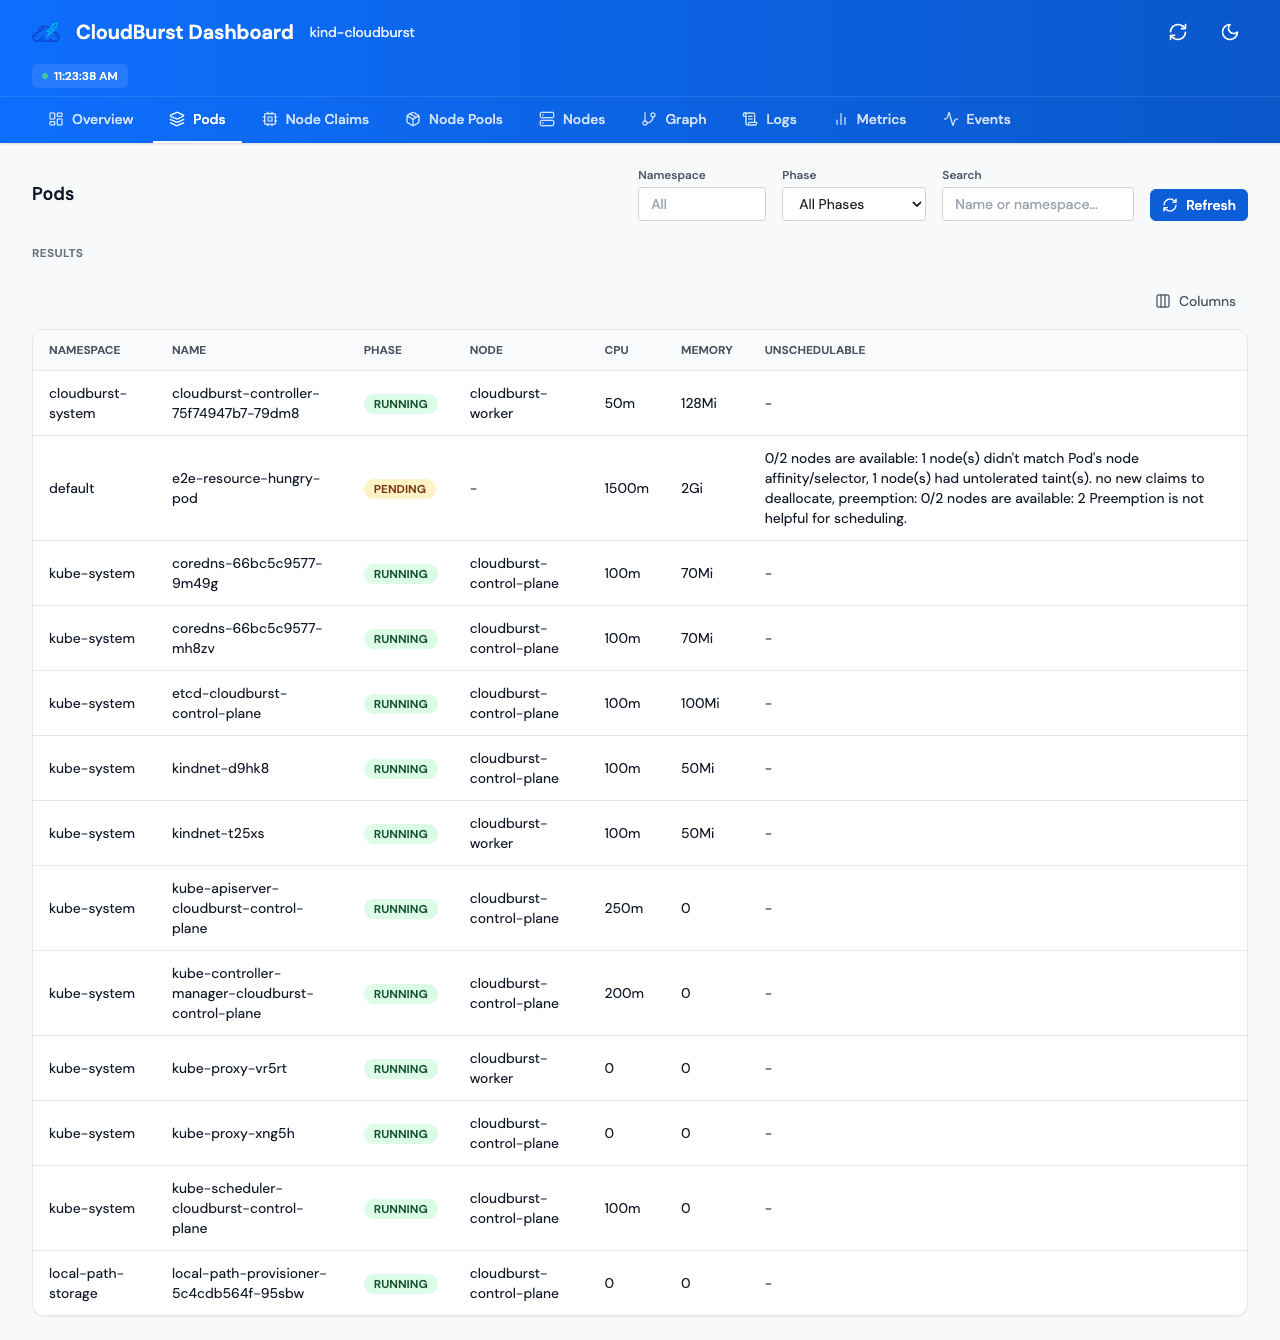 CloudBurst Dashboard kind-cloudburst
11:23:38 AM
Overview Pods Node Claims Node Pools Nodes Graph Logs Metrics Events
Pods
Namespace
All
Phase
All Phases
Search
Name or namespace...
Refresh
RESULTS
Columns
NAMESPACE NAME PHASE NODE CPU MEMORY UNSCHEDULABLE
cloudburst-
system
cloudburst-controller-
75f74947b7-79dm8
RUNNING
cloudburst-
worker
50m
128Mi
-
default
e2e-resource-hungry-
pod
PENDING
-
1500m
2Gi
0/2 nodes are available: 1 node(s) didn't match Pod's node
affinity/selector, 1 node(s) had untolerated taint(s). no new claims to
deallocate, preemption: 0/2 nodes are available: 2 Preemption is not
helpful for scheduling.
kube-system
coredns-66bc5c9577-
9m49g
RUNNING
cloudburst-
control-plane
100m
70Mi
-
kube-system
coredns-66bc5c9577-
mh8zv
RUNNING
cloudburst-
control-plane
100m
70Mi
-
kube-system
etcd-cloudburst-
control-plane
RUNNING
cloudburst-
control-plane
100m
100Mi
-
kube-system
kindnet-d9hk8
RUNNING
cloudburst-
control-plane
100m
50Mi
-
kube-system
kindnet-t25xs
RUNNING
cloudburst-
worker
100m
50Mi
-
kube-system
kube-apiserver-
cloudburst-control-
plane
RUNNING
cloudburst-
control-plane
250m
0
-
kube-system
kube-controller-
manager-cloudburst-
control-plane
RUNNING
cloudburst-
control-plane
200m
0
-
kube-system
kube-proxy-vr5rt
RUNNING
cloudburst-
worker
0
0
-
kube-system
kube-proxy-xng5h
RUNNING
cloudburst-
control-plane
0
0
-
kube-system
kube-scheduler-
cloudburst-control-
plane
RUNNING
cloudburst-
control-plane
100m
0
-
local-path-
storage
local-path-provisioner-
5c4cdb564f-95sbw
RUNNING
cloudburst-
control-plane
0
0
-